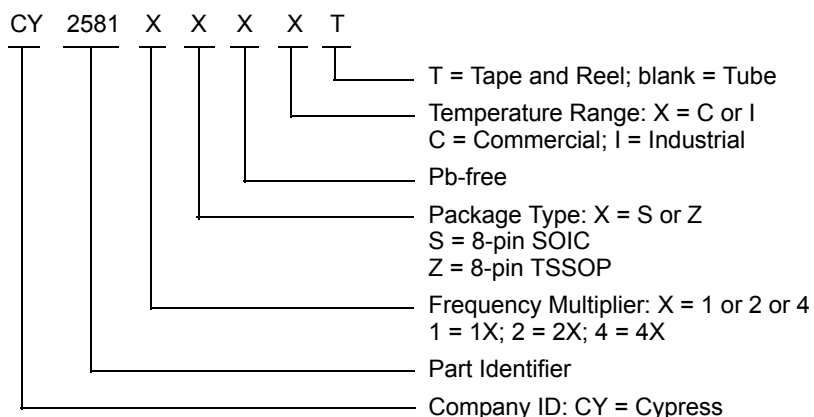 CY 2581 X X X X T
T = Tape and Reel; blank = Tube
Temperature Range: X = C or I
C = Commercial; I = Industrial
Pb-free
Package Type: X = S or Z
S = 8-pin SOIC
Z = 8-pin TSSOP
Frequency Multiplier: X = 1 or 2 or 4
1 = 1X; 2 = 2X; 4 = 4X
Part Identifier
Company ID: CY = Cypress